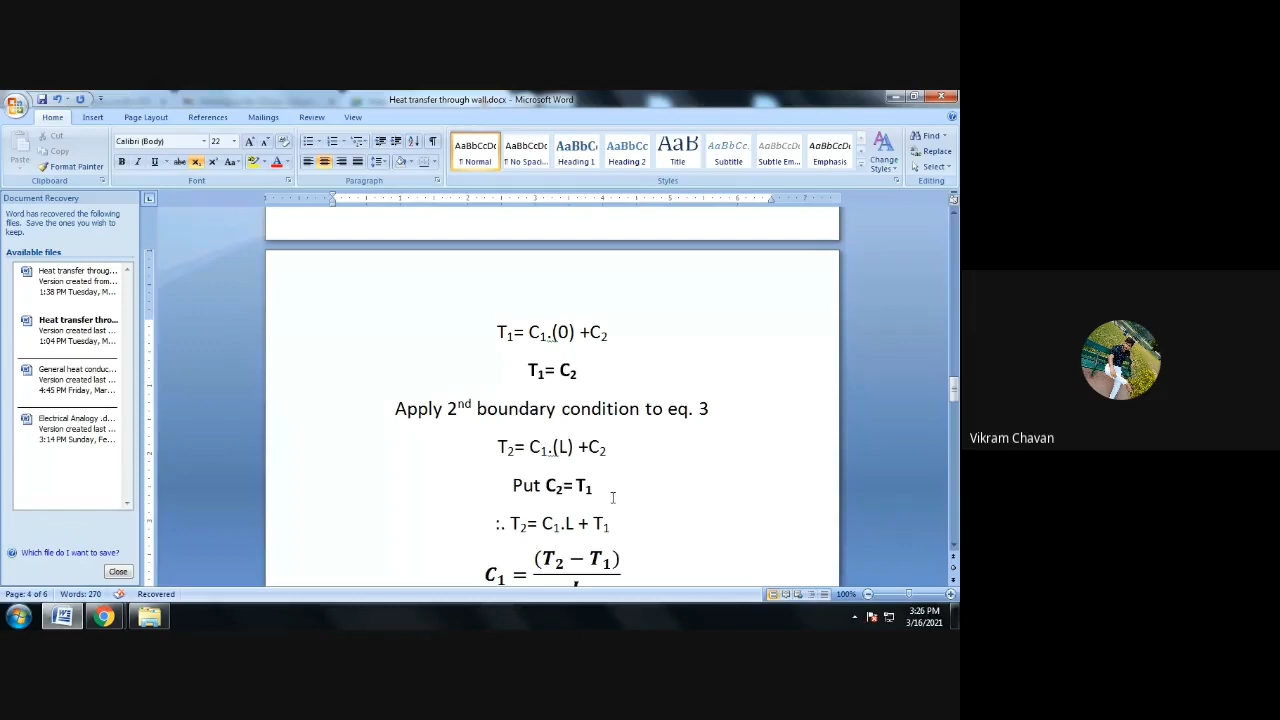 Heat transfer through wall.docx - Microsoft Word
Home Insert Page Layout References Mailings Review View
Paste
Cut
Copy
Format Painter
Clipboard
Calibri (Body) 22
Font
Paragraph
AaBbCcDc AaBbCcDc AaBbC AaBbCc AaB AaBbCc. AaBbCcDc AaBbCcDc
¶ Normal ¶ No Spaci... Heading 1 Heading 2 Title Subtitle Subtle Em... Emphasis
Change Styles
Styles
Find
Replace
Select
Editing
Document Recovery
Word has recovered the following
files. Save the ones you wish to
keep.
Available files
Heat transfer throug...
Version created from...
1:38 PM Tuesday, M...
Heat transfer thro...
Version created last ...
1:04 PM Tuesday, M...
General heat conduc...
Version created last ...
4:45 PM Friday, Mar...
Electrical Analogy .d...
Version created last ...
3:14 PM Sunday, Fe...
Which file do I want to save?
Close
T₁= C₁.(0) +C₂
T₁= C₂
Apply 2nd boundary condition to eq. 3
T₂= C₁.(L) +C₂
Put C₂= T₁
:. T₂= C₁.L + T₁
C₁ = (T₂ − T₁)
Page: 4 of 6 Words: 270 Recovered 100%
3:26 PM
3/16/2021
Vikram Chavan